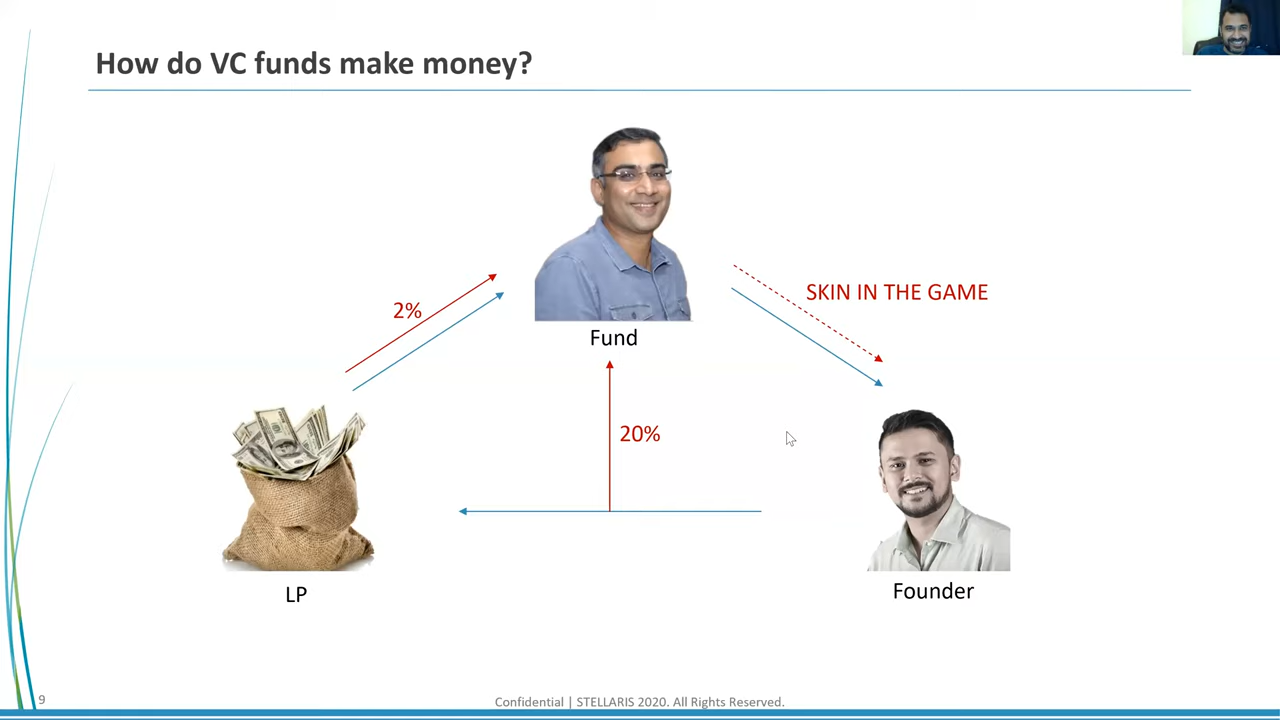 How do VC funds make money?
2%
SKIN IN THE GAME
Fund
20%
LP
Founder
9
Confidential | STELLARIS 2020. All Rights Reserved.